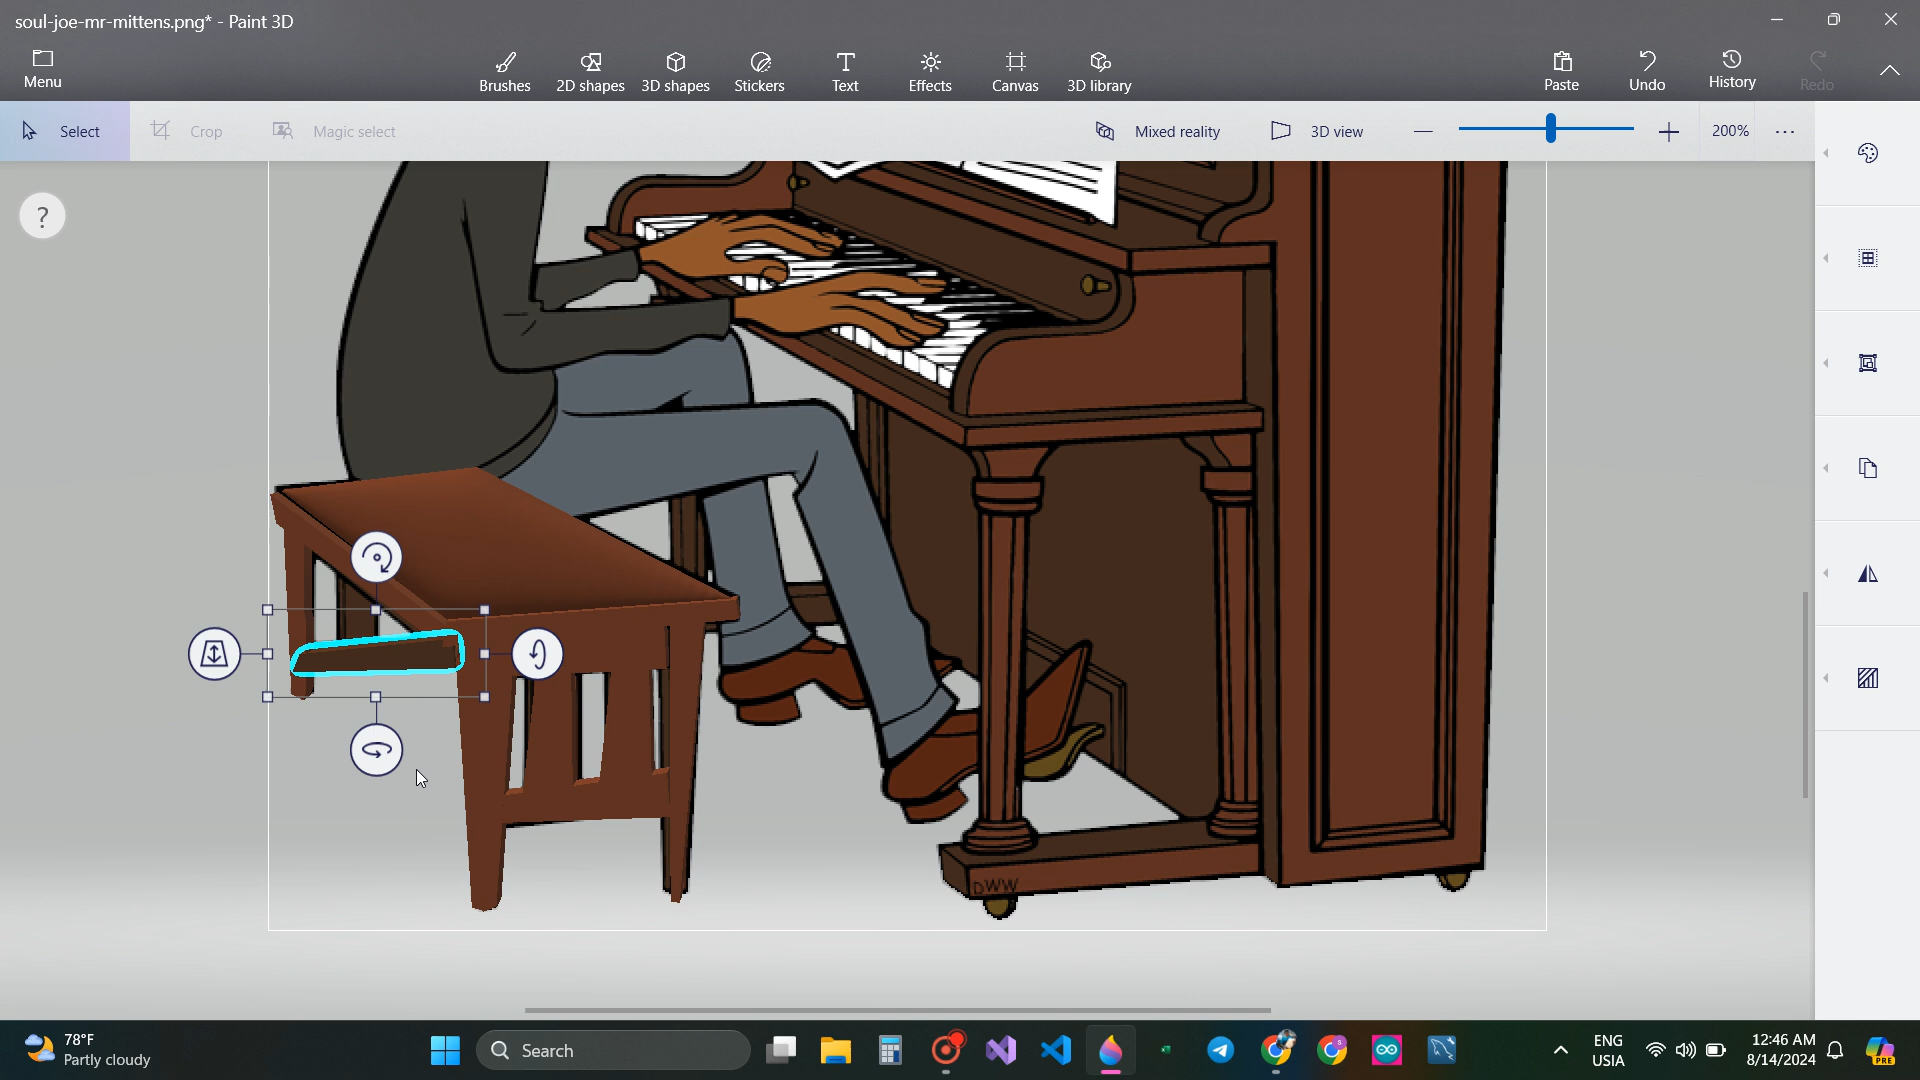 soul-joe-mr-mittens.png* - Paint 3D
Menu
Brushes
2D shapes
3D shapes
Stickers
Text
Effects
Canvas
3D library
Paste
Undo
History
Redo
Select
Crop
Magic select
Mixed reality
3D view
200%
?
DWW
78°F
Partly cloudy
Search
ENG
USIA
12:46 AM
8/14/2024
PRE